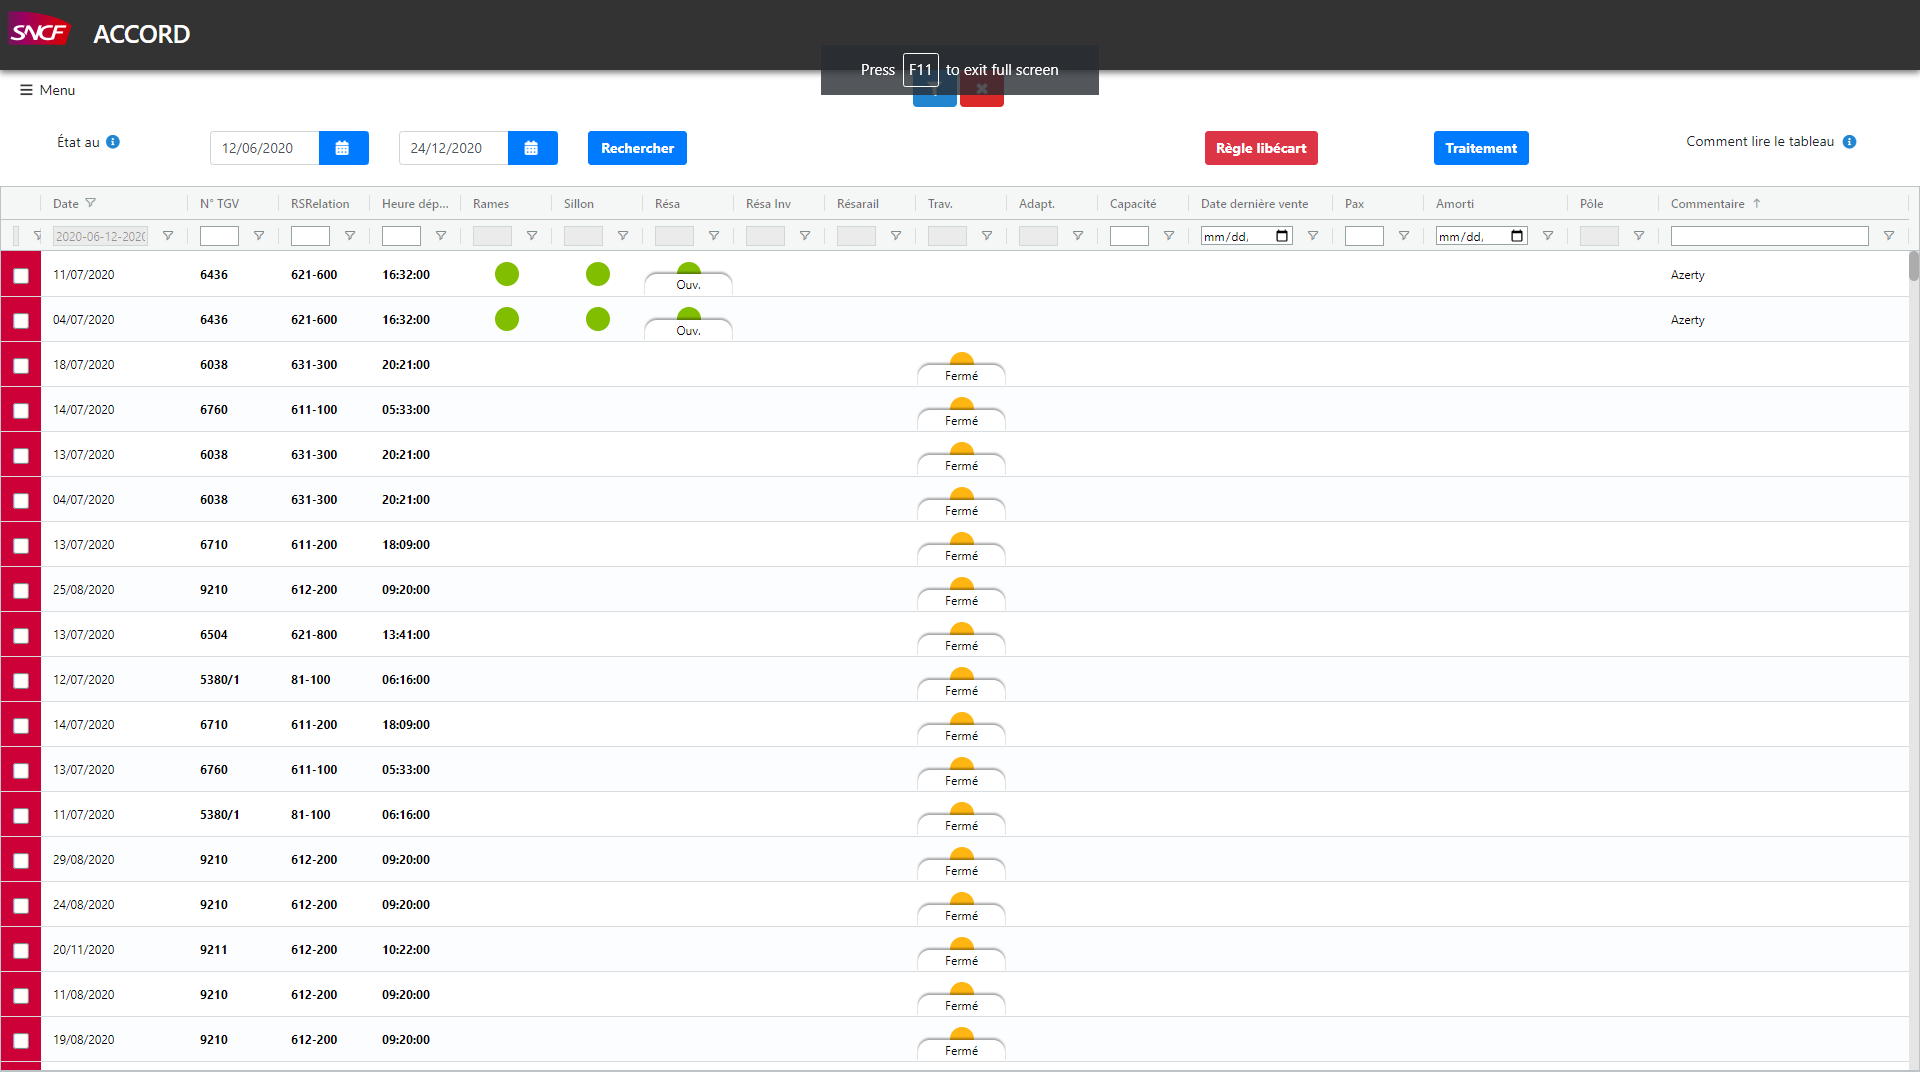 SNCF ACCORD
Press F11 to exit full screen
Menu
État au 12/06/2020 24/12/2020 Rechercher Règle libécart Traitement Comment lire le tableau
Date N° TGV RSRelation Heure dép... Rames Sillon Résa Résa Inv Résarail Trav. Adapt. Capacité Date dernière vente Pax Amorti Pôle Commentaire
2020-06-12-2020 mm/dd, mm/dd,
11/07/2020 6436 621-600 16:32:00 Ouv. Azerty
04/07/2020 6436 621-600 16:32:00 Ouv. Azerty
18/07/2020 6038 631-300 20:21:00 Fermé
14/07/2020 6760 611-100 05:33:00 Fermé
13/07/2020 6038 631-300 20:21:00 Fermé
04/07/2020 6038 631-300 20:21:00 Fermé
13/07/2020 6710 611-200 18:09:00 Fermé
25/08/2020 9210 612-200 09:20:00 Fermé
13/07/2020 6504 621-800 13:41:00 Fermé
12/07/2020 5380/1 81-100 06:16:00 Fermé
14/07/2020 6710 611-200 18:09:00 Fermé
13/07/2020 6760 611-100 05:33:00 Fermé
11/07/2020 5380/1 81-100 06:16:00 Fermé
29/08/2020 9210 612-200 09:20:00 Fermé
24/08/2020 9210 612-200 09:20:00 Fermé
20/11/2020 9211 612-200 10:22:00 Fermé
11/08/2020 9210 612-200 09:20:00 Fermé
19/08/2020 9210 612-200 09:20:00 Fermé